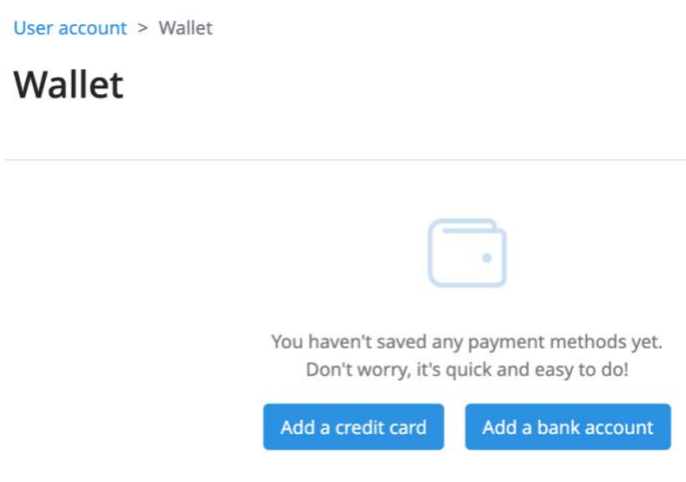 User account > Wallet
Wallet
You haven't saved any payment methods yet.
Don't worry, it's quick and easy to do!
Add a credit card
Add a bank account